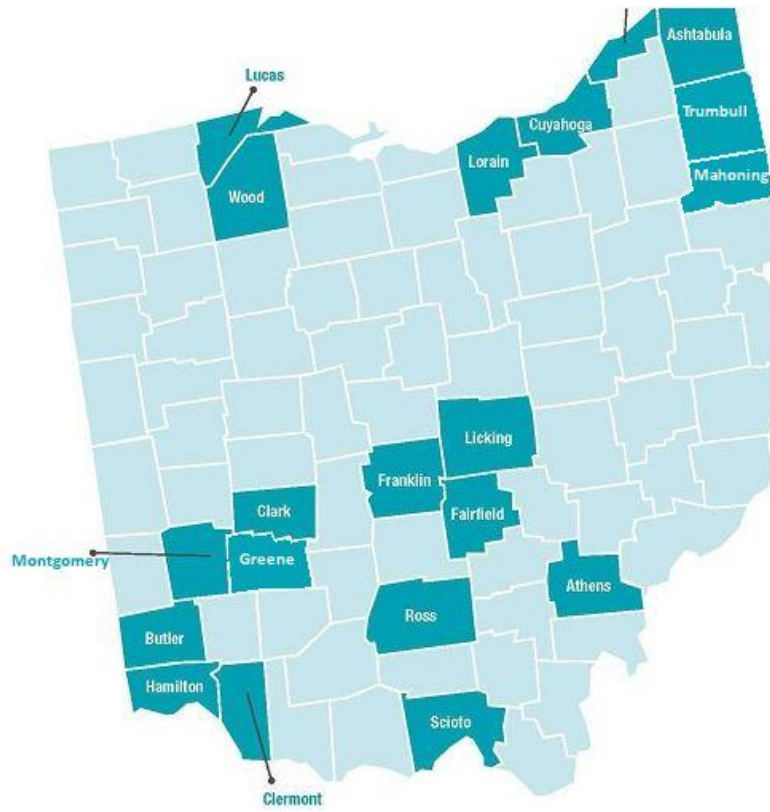 Ashtabula
Lucas
Trumbull
Cuyahoga
Lorain
Mahoning
Wood
Licking
Franklin
Clark
Fairfield
Montgomery
Greene
Athens
Ross
Butler
Hamilton
Scioto
Clermont